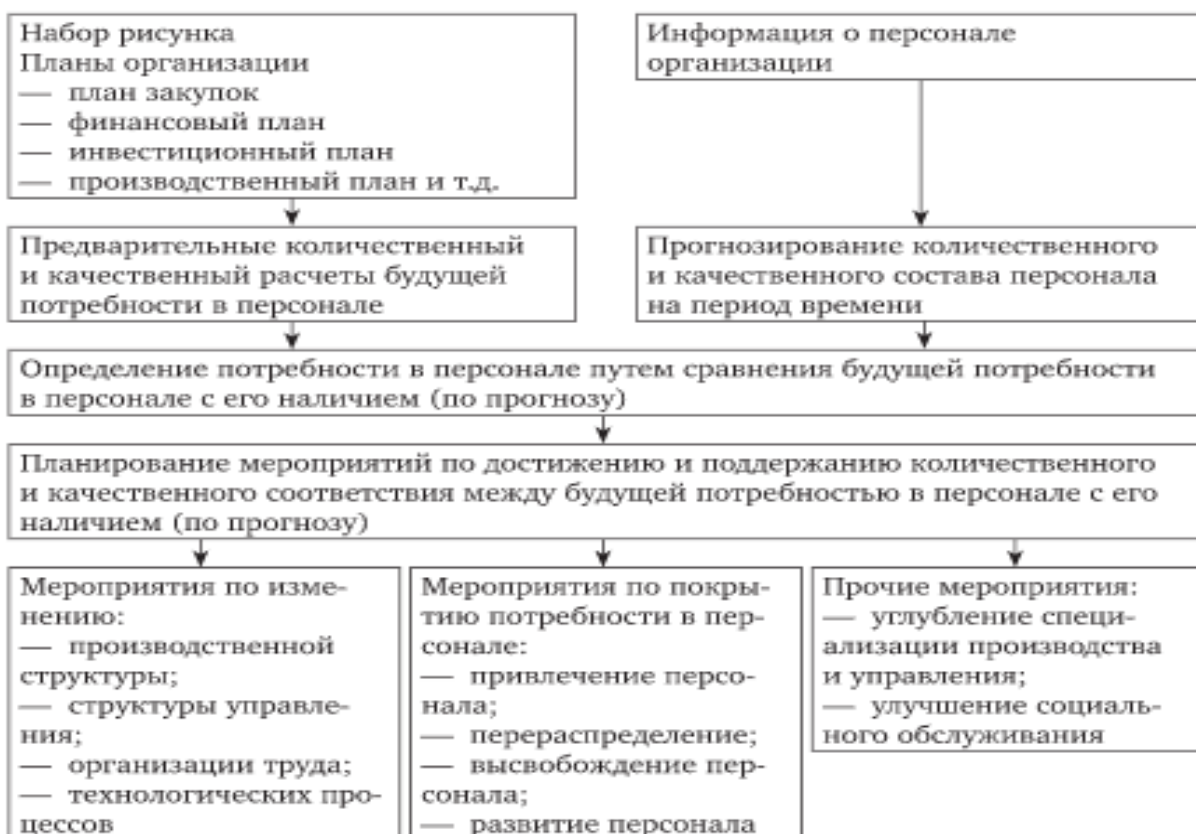 Набор рисунка
Планы организации
— план закупок
— финансовый план
— инвестиционный план
— производственный план и т.д.
Информация о персонале
организации
Предварительные количественный
и качественный расчеты будущей
потребности в персонале
Прогнозирование количественного
и качественного состава персонала
на период времени
Определение потребности в персонале путем сравнения будущей потребности
в персонале с его наличием (по прогнозу)
Планирование мероприятий по достижению и поддержанию количественного
и качественного соответствия между будущей потребностью в персонале с его
наличием (по прогнозу)
Мероприятия по изме-
нению:
— производственной
структуры;
— структуры управле-
ния;
— организации труда;
— технологических про-
цессов
Мероприятия по покры-
тию потребности в пер-
сонале:
— привлечение персо-
нала;
— перераспределение;
— высвобождение пер-
сонала;
— развитие персонала
Прочие мероприятия:
— углубление специ-
ализации производства
и управления;
— улучшение социаль-
ного обслуживания